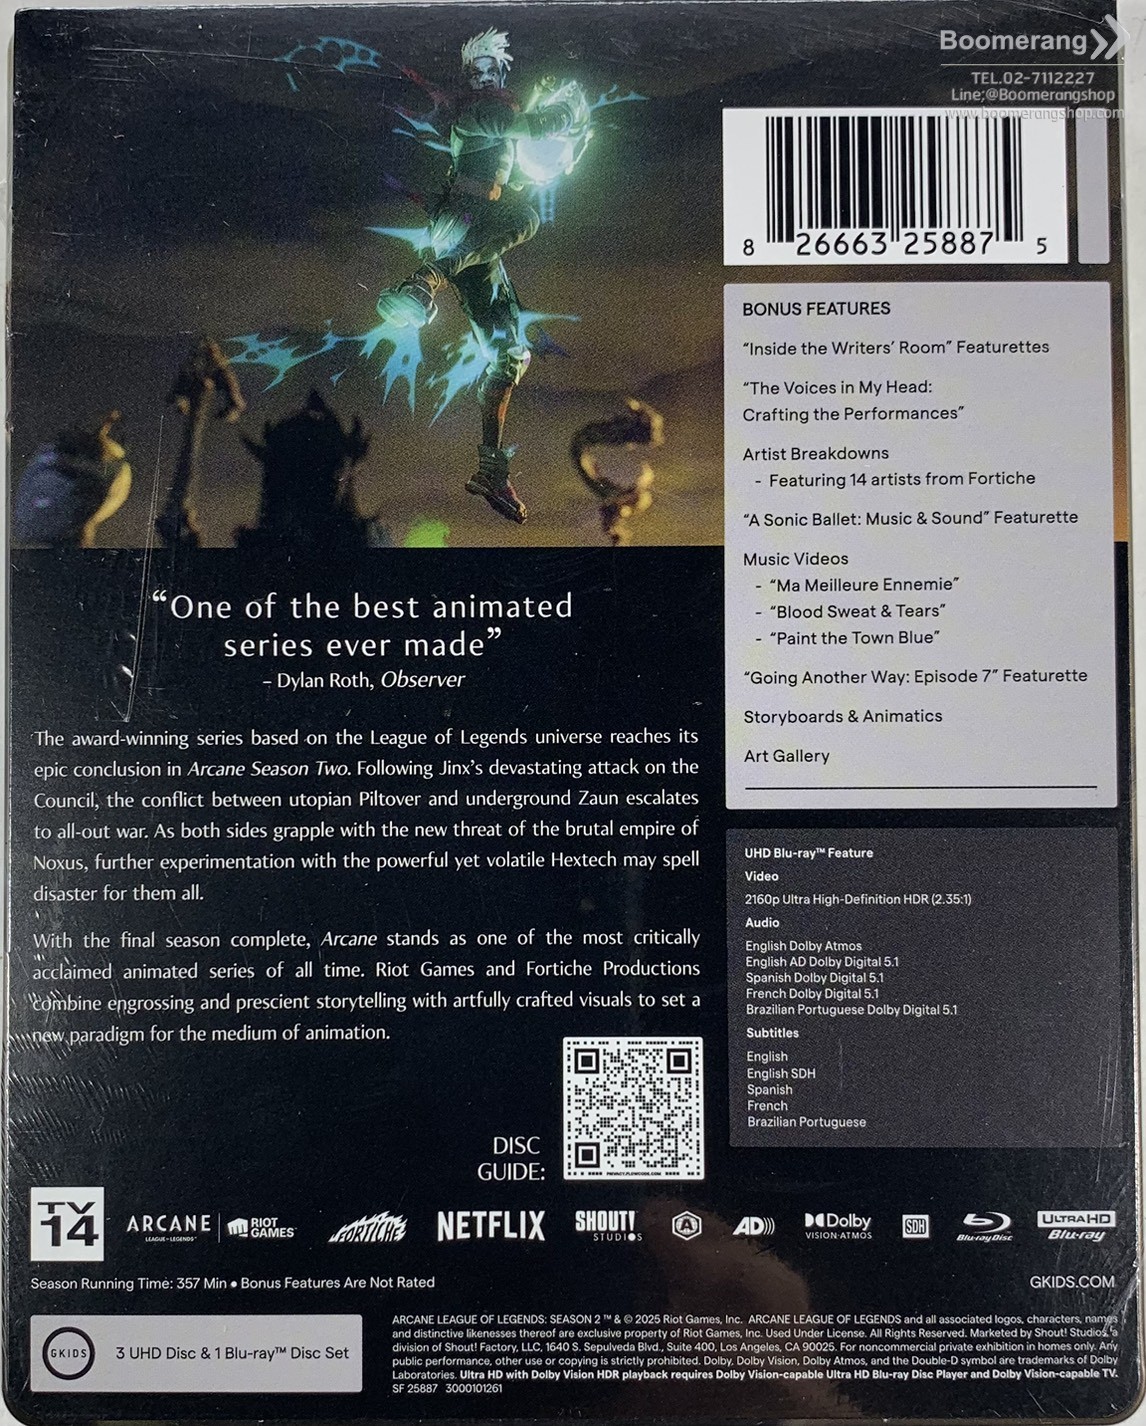 Boomerang
TEL.02-7112227
Line;@Boomerangshop
www.boomerangshop.com
8 26663 25887 5
BONUS FEATURES
“Inside the Writers’ Room” Featurettes
“The Voices in My Head:
Crafting the Performances”
Artist Breakdowns
- Featuring 14 artists from Fortiche
“A Sonic Ballet: Music & Sound” Featurette
Music Videos
- “Ma Meilleure Ennemie”
- “Blood Sweat & Tears”
- “Paint the Town Blue”
“Going Another Way: Episode 7” Featurette
Storyboards & Animatics
Art Gallery
“One of the best animated
series ever made”
– Dylan Roth, Observer
The award-winning series based on the League of Legends universe reaches its
epic conclusion in Arcane Season Two. Following Jinx’s devastating attack on the
Council, the conflict between utopian Piltover and underground Zaun escalates
to all-out war. As both sides grapple with the new threat of the brutal empire of
Noxus, further experimentation with the powerful yet volatile Hextech may spell
disaster for them all.
With the final season complete, Arcane stands as one of the most critically
acclaimed animated series of all time. Riot Games and Fortiche Productions
combine engrossing and prescient storytelling with artfully crafted visuals to set a
new paradigm for the medium of animation.
UHD Blu-ray™ Feature
Video
2160p Ultra High-Definition HDR (2.35:1)
Audio
English Dolby Atmos
English AD Dolby Digital 5.1
Spanish Dolby Digital 5.1
French Dolby Digital 5.1
Brazilian Portuguese Dolby Digital 5.1
Subtitles
English
English SDH
Spanish
French
Brazilian Portuguese
DISC
GUIDE:
PRIVACY.FLOWCODE.COM
TV
14
ARCANE
LEAGUE OF LEGENDS
RIOT
GAMES
FORTICHE
NETFLIX
SHOUT!
STUDIOS
A
AD
Dolby
VISION·ATMOS
SDH
Blu-ray Disc
ULTRA HD
Blu-ray
Season Running Time: 357 Min • Bonus Features Are Not Rated
GKIDS.COM
GKIDS
3 UHD Disc & 1 Blu-ray™ Disc Set
ARCANE LEAGUE OF LEGENDS: SEASON 2 ™ & © 2025 Riot Games, Inc. ARCANE LEAGUE OF LEGENDS and all associated logos, characters, names
and distinctive likenesses thereof are exclusive property of Riot Games, Inc. Used Under License. All Rights Reserved. Marketed by Shout! Studios, a
division of Shout! Factory, LLC, 1640 S. Sepulveda Blvd., Suite 400, Los Angeles, CA 90025. For noncommercial private exhibition in homes only. Any
public performance, other use or copying is strictly prohibited. Dolby, Dolby Vision, Dolby Atmos, and the Double-D symbol are trademarks of Dolby
Laboratories. Ultra HD with Dolby Vision HDR playback requires Dolby Vision-capable Ultra HD Blu-ray Disc Player and Dolby Vision-capable TV.
SF 25887 3000101261